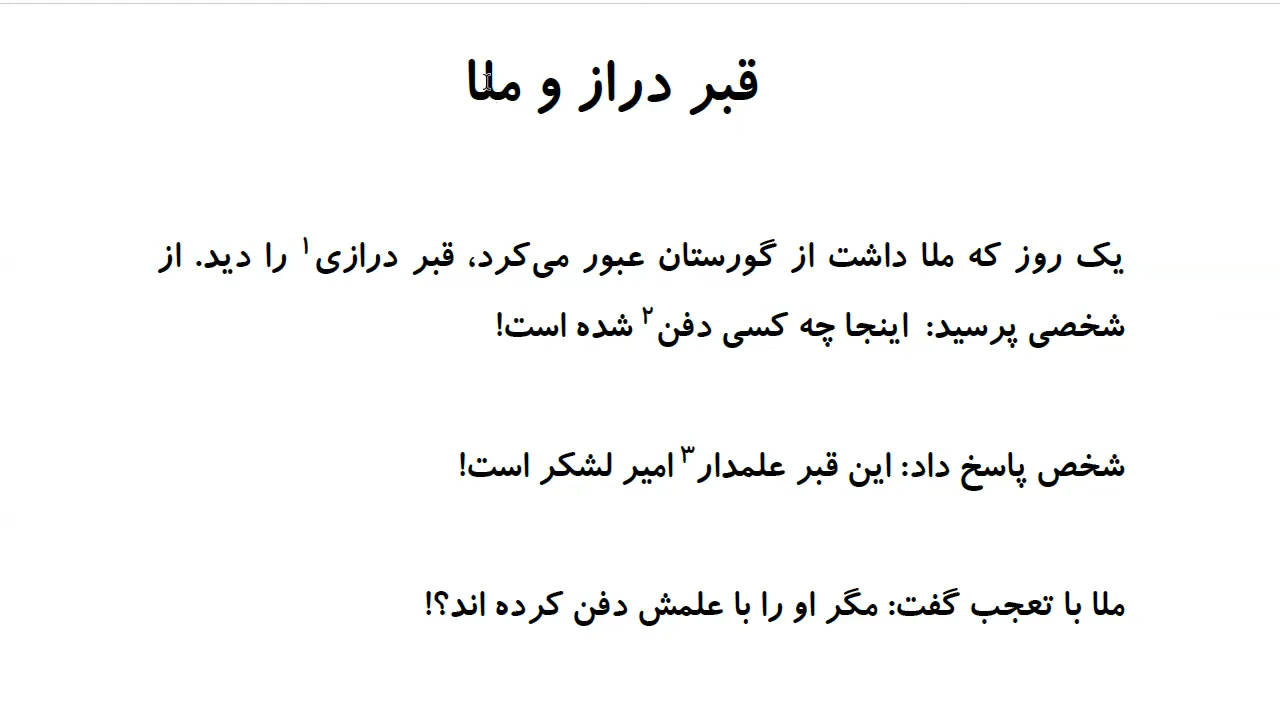 قبر دراز و ملا
یک روز که ملا داشت از گورستان عبور می‌کرد، قبر درازی۱ را دید. از
شخصی پرسید: اینجا چه کسی دفن۲ شده است!
شخص پاسخ داد: این قبر علمدار۳ امیر لشکر است!
ملا با تعجب گفت: مگر او را با علمش دفن کرده اند؟!